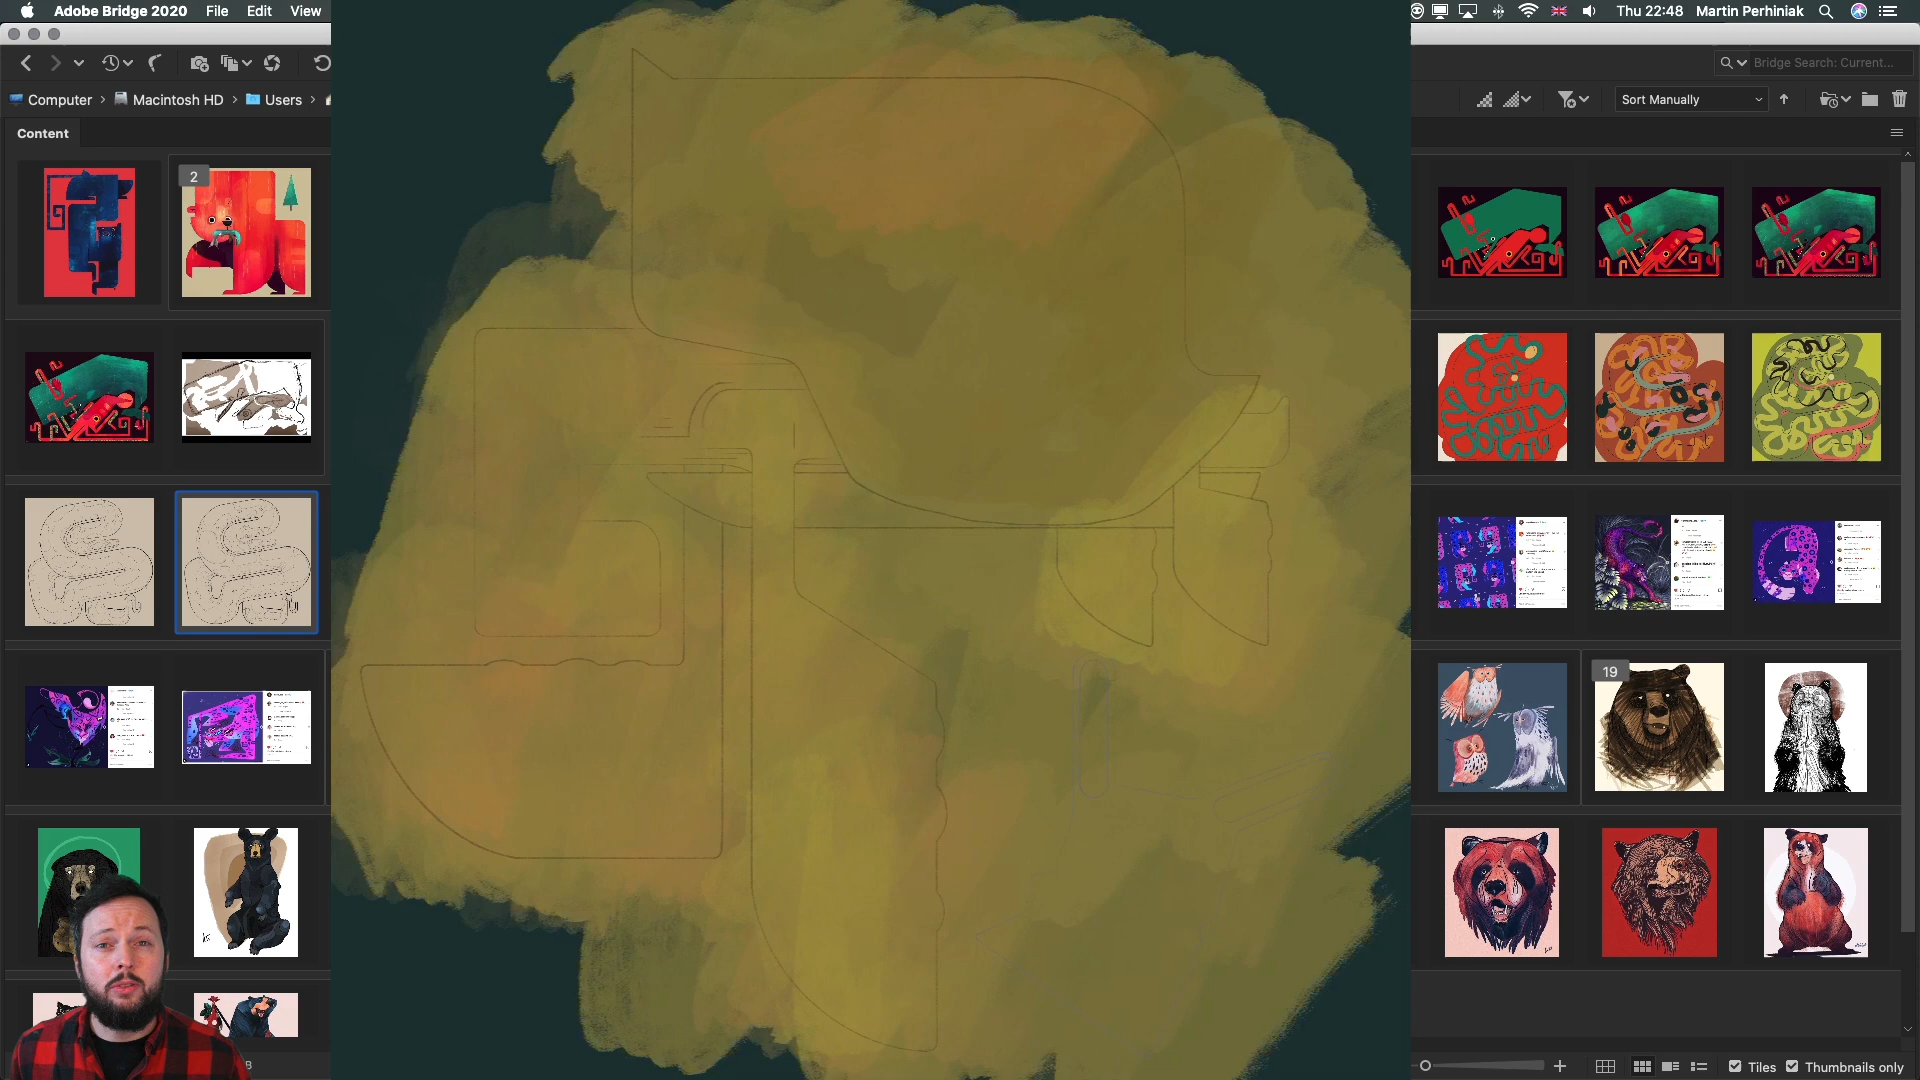 Adobe Bridge 2020 File Edit View
Thu 22:48 Martin Perhiniak
Bridge Search: Current...
Computer Macintosh HD Users
Sort Manually
Content
2
19
B
Tiles Thumbnails only